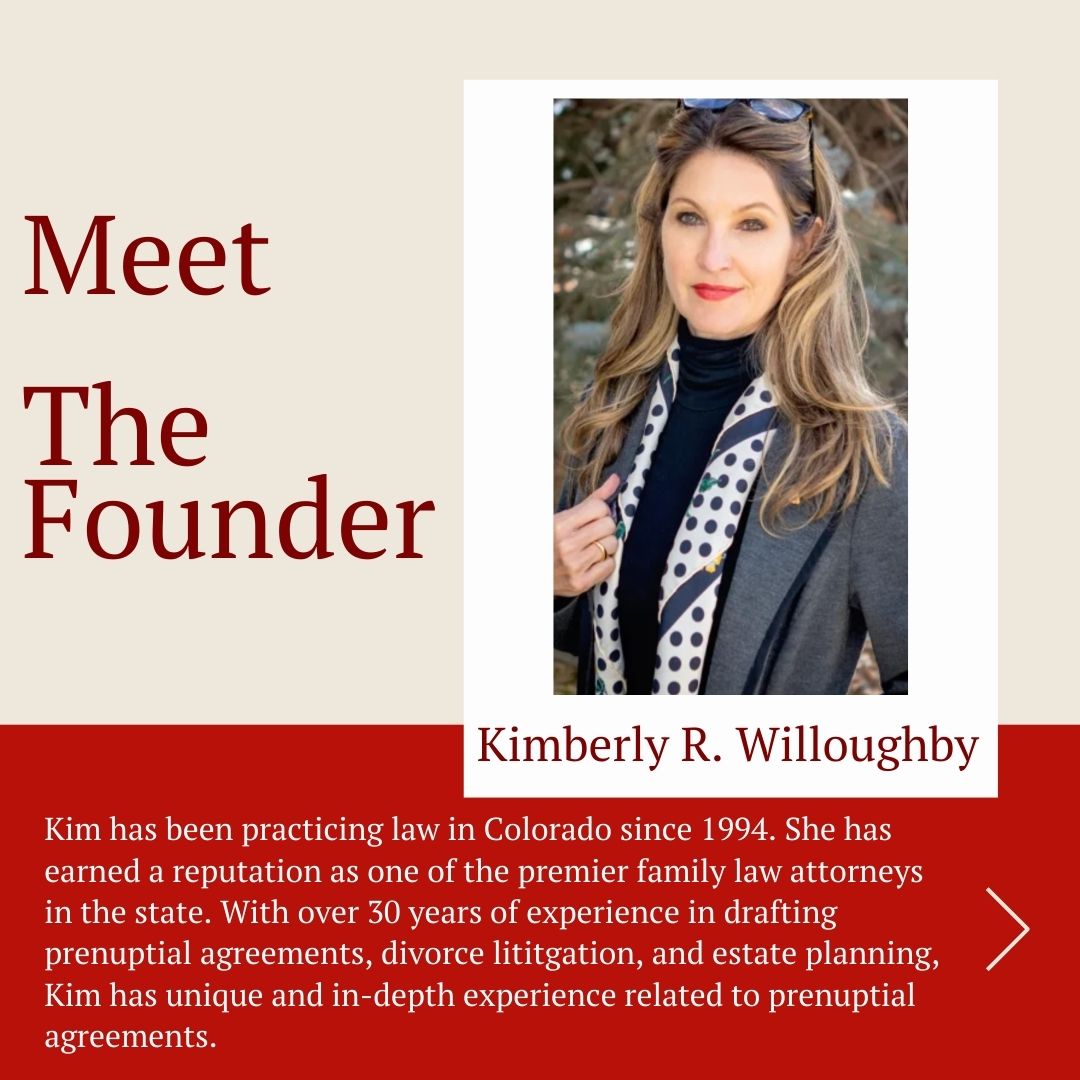 Meet
The
Founder
Kimberly R. Willoughby
Kim has been practicing law in Colorado since 1994. She has
earned a reputation as one of the premier family law attorneys
in the state. With over 30 years of experience in drafting
prenuptial agreements, divorce lititgation, and estate planning,
Kim has unique and in-depth experience related to prenuptial
agreements.